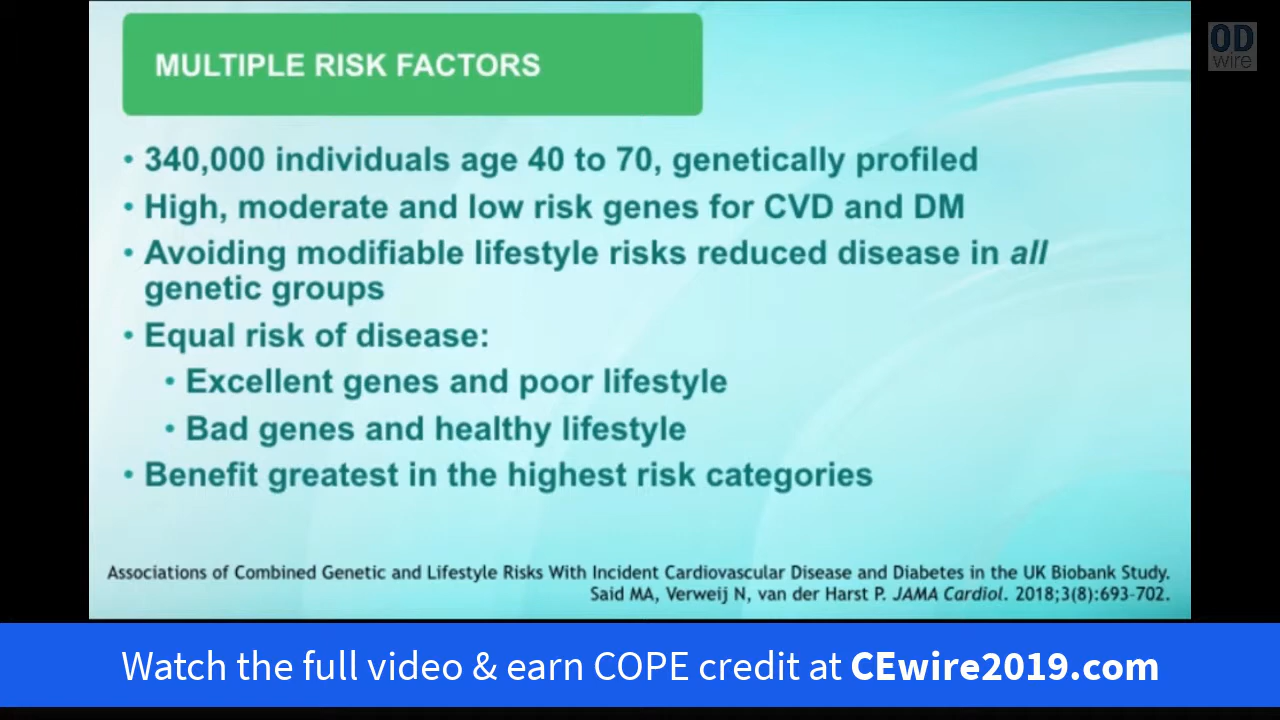 OD
wire
MULTIPLE RISK FACTORS
• 340,000 individuals age 40 to 70, genetically profiled
• High, moderate and low risk genes for CVD and DM
• Avoiding modifiable lifestyle risks reduced disease in all
genetic groups
• Equal risk of disease:
• Excellent genes and poor lifestyle
• Bad genes and healthy lifestyle
• Benefit greatest in the highest risk categories
Associations of Combined Genetic and Lifestyle Risks With Incident Cardiovascular Disease and Diabetes in the UK Biobank Study.
Said MA, Verweij N, van der Harst P. JAMA Cardiol. 2018;3(8):693-702.
Watch the full video & earn COPE credit at CEwire2019.com